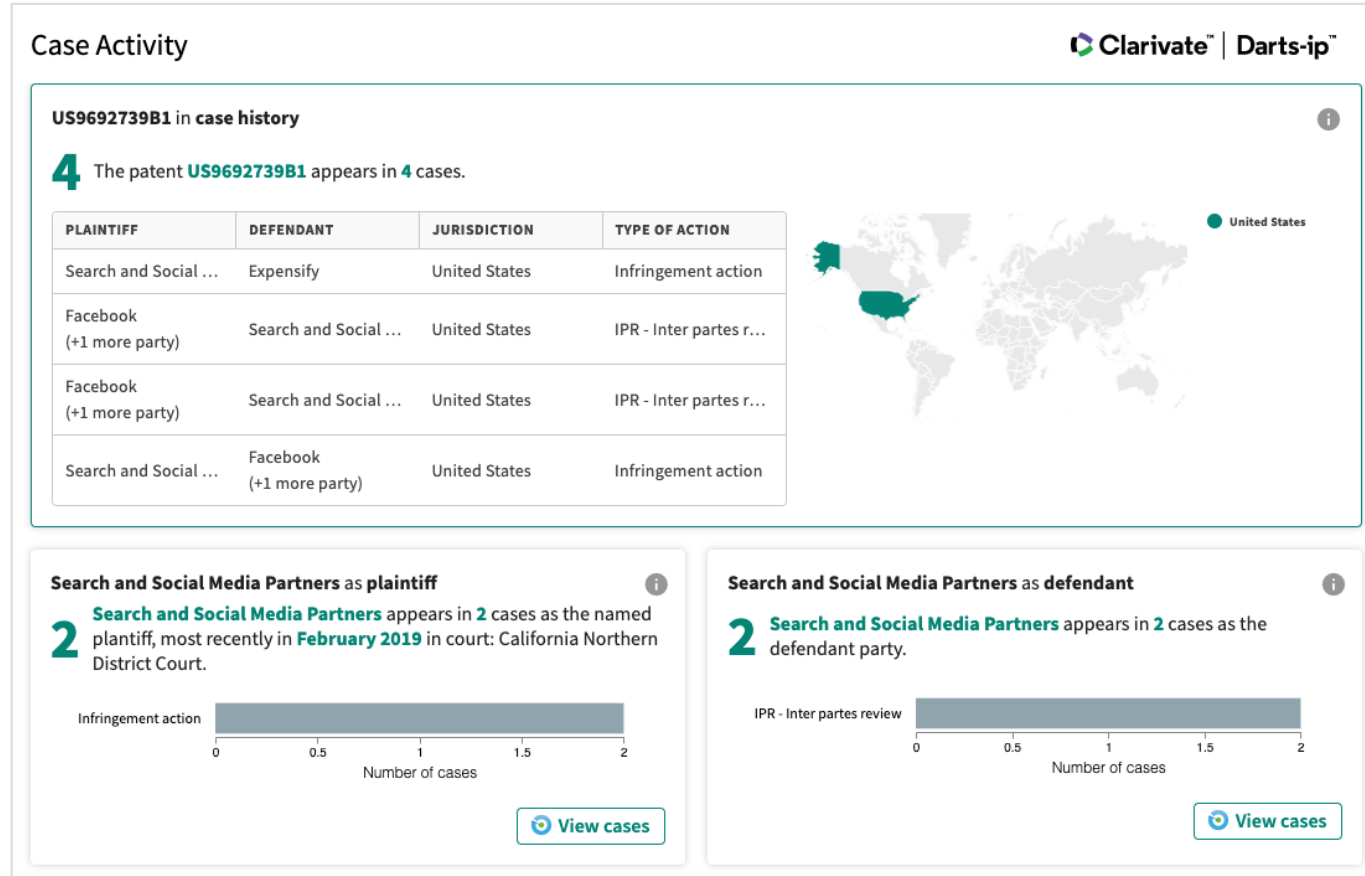 Case Activity
Clarivate™ | Darts-ip™
US9692739B1 in case history
4 The patent US9692739B1 appears in 4 cases.
PLAINTIFF DEFENDANT JURISDICTION TYPE OF ACTION
Search and Social ... Expensify United States Infringement action
Facebook
(+1 more party)
Search and Social ... United States IPR - Inter partes r...
Facebook
(+1 more party)
Search and Social ... United States IPR - Inter partes r...
Search and Social ...
Facebook
(+1 more party)
United States Infringement action
United States
Search and Social Media Partners as plaintiff
2
Search and Social Media Partners appears in 2 cases as the named
plantiff, most recently in February 2019 in court: California Northern
District Court.
Infringement action
0 0.5 1 1.5 2
Number of cases
View cases
Search and Social Media Partners as defendant
2
Search and Social Media Partners appears in 2 cases as the
defendant party.
IPR - Inter partes review
0 0.5 1 1.5 2
Number of cases
View cases